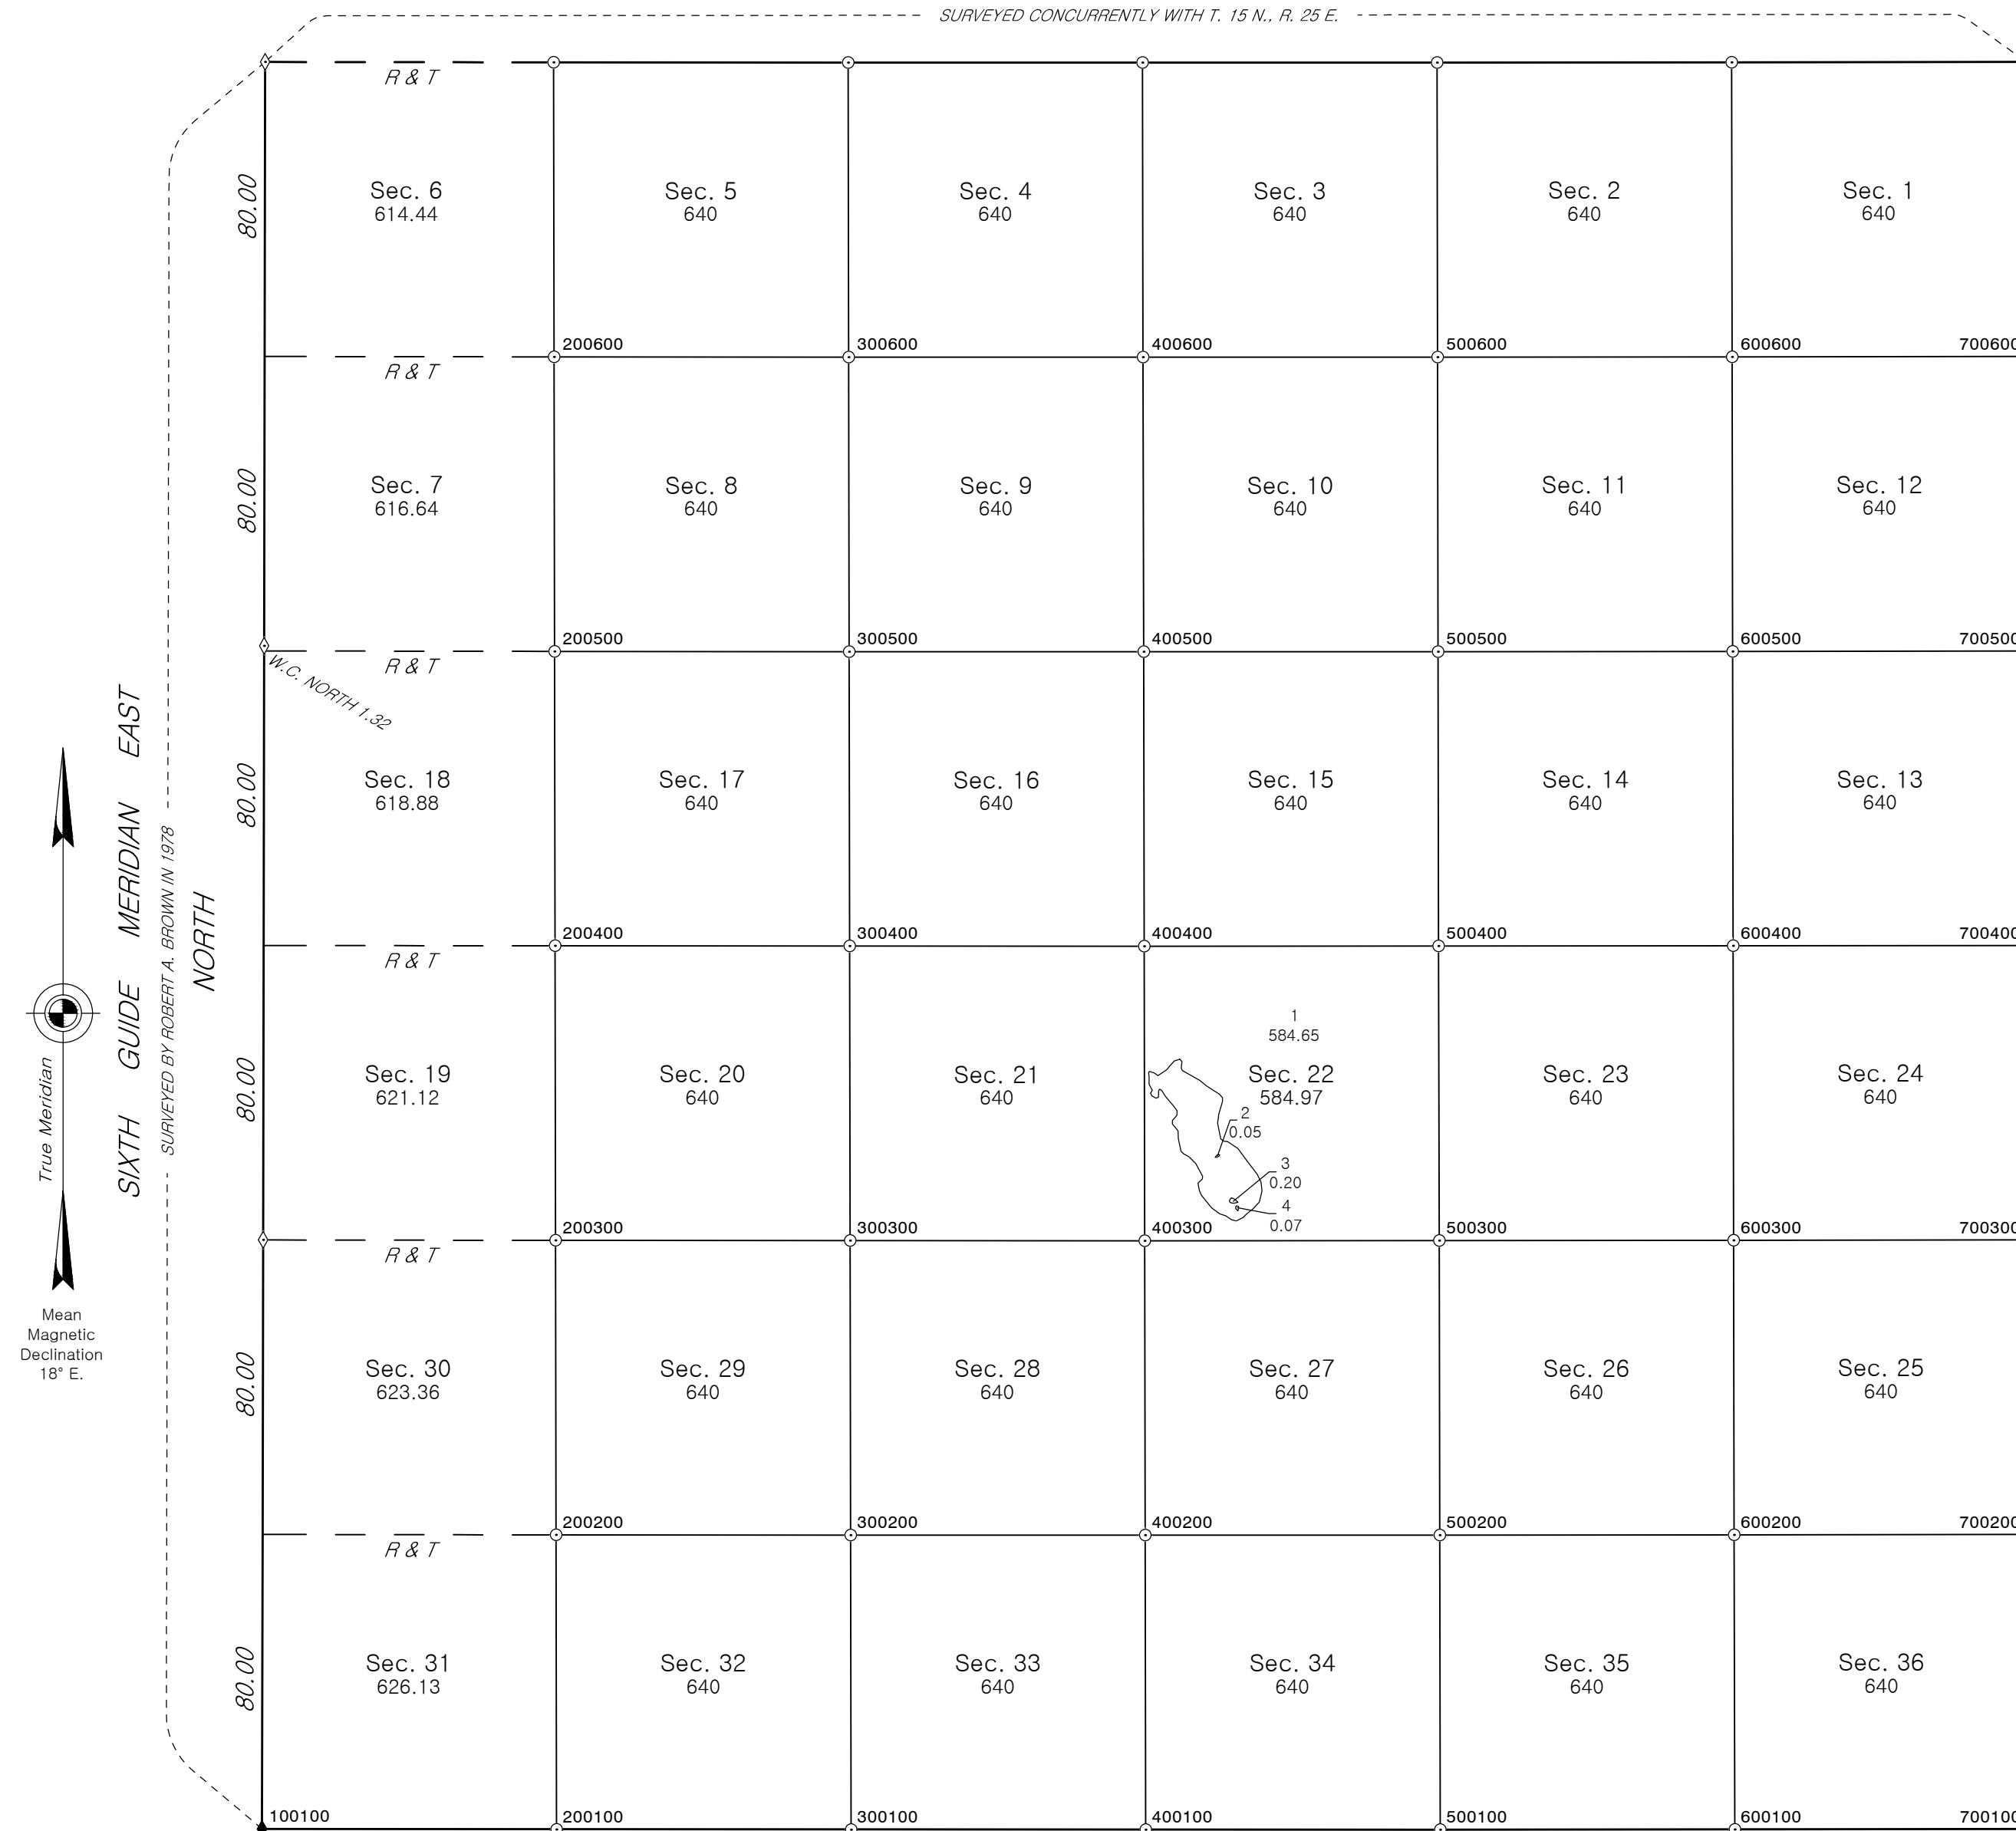 SURVEYED CONCURRENTLY WITH T. 15 N., R. 25 E.
R & T
80.00
Sec. 6
614.44
Sec. 5
640
Sec. 4
640
Sec. 3
640
Sec. 2
640
Sec. 1
640
200600
300600
400600
500600
600600
700600
R & T
80.00
Sec. 7
616.64
Sec. 8
640
Sec. 9
640
Sec. 10
640
Sec. 11
640
Sec. 12
640
200500
300500
400500
500500
600500
700500
R & T
W.C. NORTH 1.32
80.00
Sec. 18
618.88
Sec. 17
640
Sec. 16
640
Sec. 15
640
Sec. 14
640
Sec. 13
640
SIXTH GUIDE MERIDIAN EAST
SURVEYED BY ROBERT A. BROWN IN 1978
NORTH
200400
300400
400400
500400
600400
700400
R & T
80.00
Sec. 19
621.12
Sec. 20
640
Sec. 21
640
1
584.65
Sec. 22
584.97
2
0.05
3
0.20
4
0.07
Sec. 23
640
Sec. 24
640
True Meridian
200300
300300
400300
500300
600300
700300
R & T
Mean
Magnetic
Declination
18° E.
80.00
Sec. 30
623.36
Sec. 29
640
Sec. 28
640
Sec. 27
640
Sec. 26
640
Sec. 25
640
200200
300200
400200
500200
600200
700200
R & T
80.00
Sec. 31
626.13
Sec. 32
640
Sec. 33
640
Sec. 34
640
Sec. 35
640
Sec. 36
640
100100
200100
300100
400100
500100
600100
700100